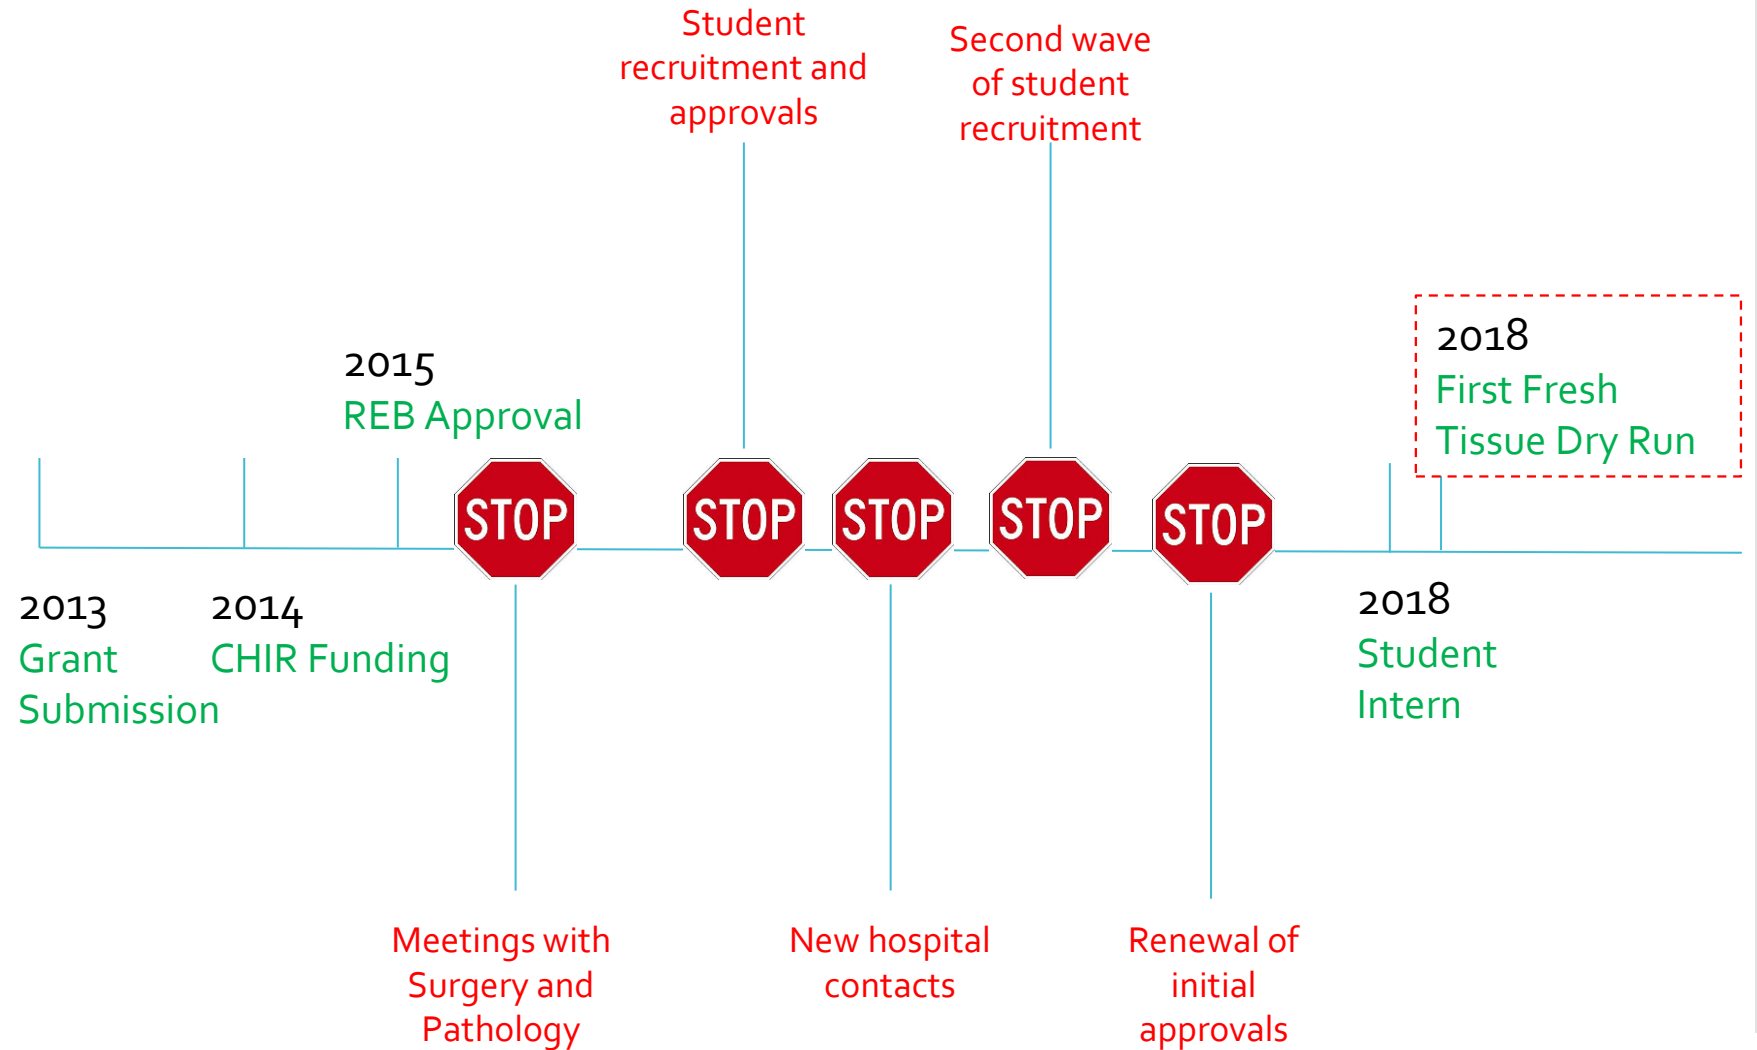 Student
recruitment and
approvals
Second wave
of student
recruitment
2015
REB Approval
2018
First Fresh
Tissue Dry Run
STOP
STOP
STOP
STOP
STOP
2013
Grant
Submission
2014
CHIR Funding
2018
Student
Intern
Meetings with
Surgery and
Pathology
New hospital
contacts
Renewal of
initial
approvals